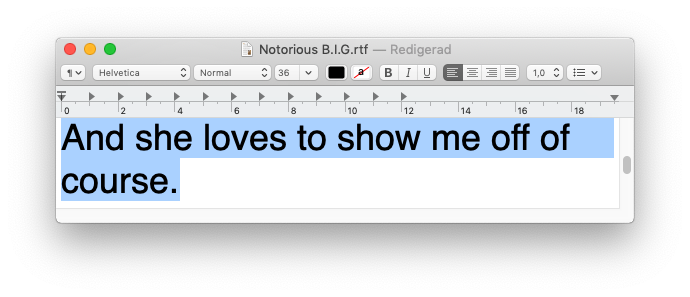 Notorious B.I.G.rtf — Redigerad
¶ Helvetica Normal 36 a B I U 1,0
0 2 4 6 8 10 12 14 16 18
And she loves to show me off of
course.